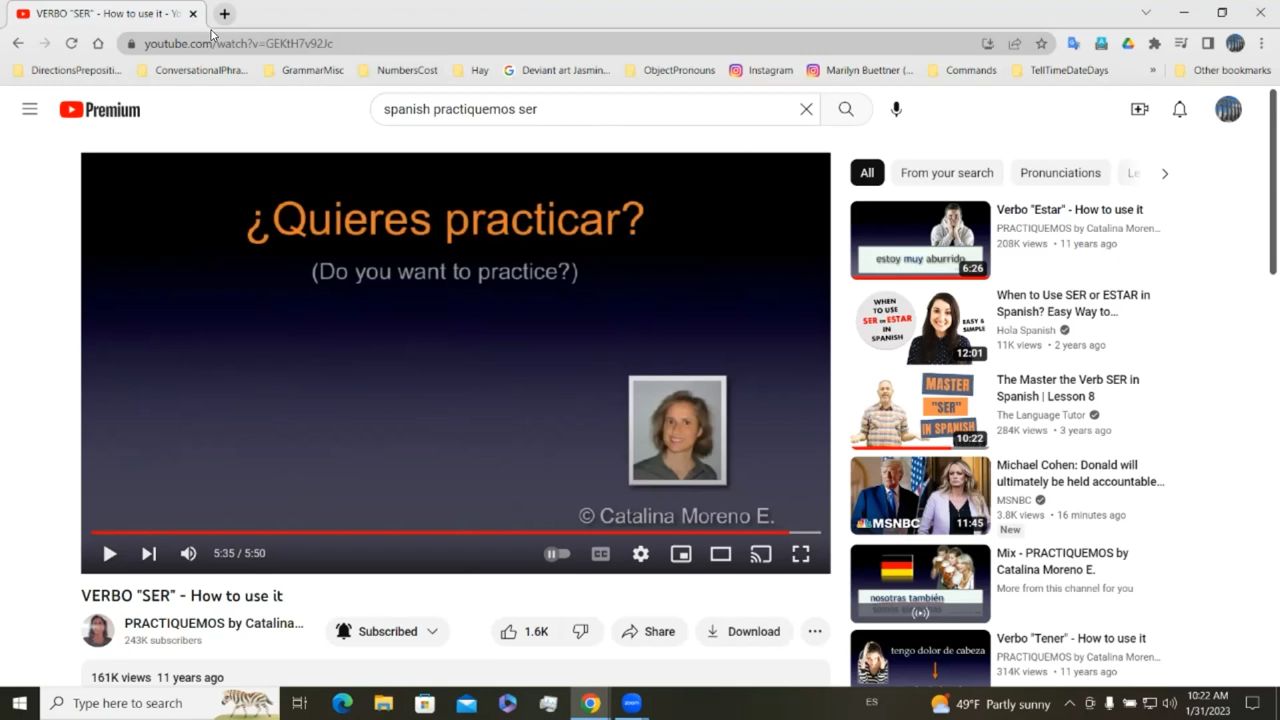 VERBO "SER" - How to use it - Yo
youtube.com/watch?v=GEKtH7v92Jc
DirectionsPrepositi...
ConversationalPhra...
GrammarMisc
NumbersCost
Hay
Deviant art Jasmin...
ObjectPronouns
Instagram
Marilyn Buettner (...
Commands
TellTimeDateDays
»
Other bookmarks
Premium
spanish practiquemos ser
¿Quieres practicar?
(Do you want to practice?)
© Catalina Moreno E.
5:35 / 5:50
CC
VERBO "SER" - How to use it
PRACTIQUEMOS by Catalina...
243K subscribers
Subscribed
1.6K
Share
Download
161K views 11 years ago
All
From your search
Pronunciations
Le
estoy muy aburrido
6:26
Verbo "Estar" - How to use it
PRACTIQUEMOS by Catalina Moren...
208K views • 11 years ago
WHEN
TO USE
SER or ESTAR
IN
SPANISH
EASY &
SIMPLE
12:01
When to Use SER or ESTAR in
Spanish? Easy Way to...
Hola Spanish
11K views • 2 years ago
MASTER
"SER"
IN SPANISH
10:22
The Master the Verb SER in
Spanish | Lesson 8
The Language Tutor
284K views • 3 years ago
MSNBC
11:45
Michael Cohen: Donald will
ultimately be held accountable...
MSNBC
3.8K views • 16 minutes ago
New
nosotras también
Mix - PRACTIQUEMOS by
Catalina Moreno E.
More from this channel for you
tengo dolor de cabeza
Verbo "Tener" - How to use it
PRACTIQUEMOS by Catalina Moren...
314K views • 11 years ago
Type here to search
zoom
ES
49°F Partly sunny
10:22 AM
1/31/2023